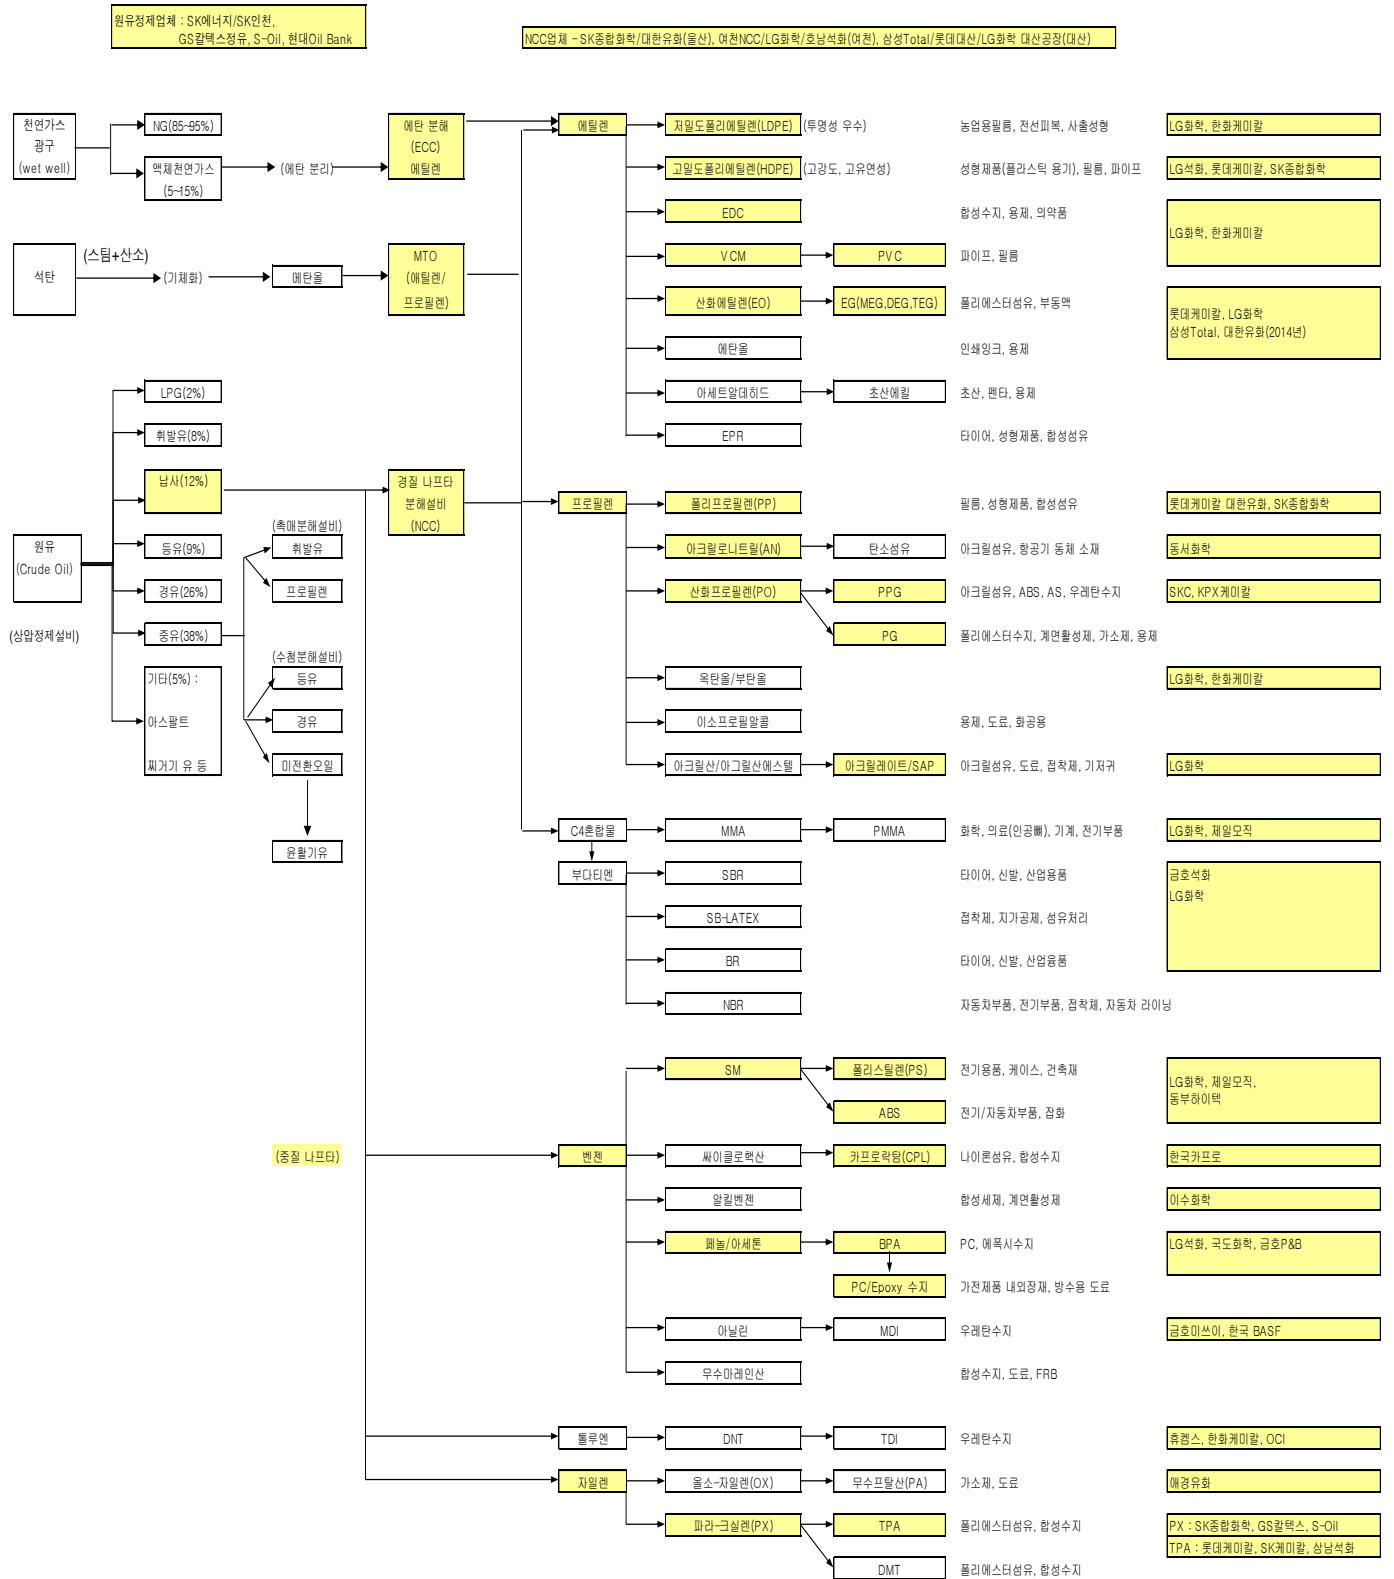 원유정제업체 : SK에너지/SK인천,
GS칼텍스정유, S-Oil, 현대Oil Bank
NCC업체 - SK종합화학/대한유화(울산), 여천NCC/LG화학/호남석화(여천), 삼성Total/롯데대산/LG화학 대산공장(대산)
천연가스
광구
(wet well)
NG(85~95%)
액체천연가스
(5~15%)
(에탄 분리)
에탄 분해
(ECC)
에틸렌
에틸렌
저밀도폴리에틸렌(LDPE)
(투명성 우수)
농업용필름, 전선피복, 사출성형
LG화학, 한화케미칼
고밀도폴리에틸렌(HDPE)
(고강도, 고유연성)
성형제품(플라스틱 용기), 필름, 파이프
LG석화, 롯데케미칼, SK종합화학
EDC
합성수지, 용제, 의약품
LG화학, 한화케미칼
석탄
(스팀+산소)
(기체화)
메탄올
MTO
(애틸렌/
프로필렌)
VCM
PVC
파이프, 필름
산화에틸렌(EO)
EG(MEG,DEG,TEG)
폴리에스터섬유, 부동액
롯데케미칼, LG화학
삼성Total, 대한유화(2014년)
에탄올
인쇄잉크, 용제
아세트알데히드
초산에킬
초산, 펜타, 용제
EPR
타이어, 성형제품, 합성섬유
LPG(2%)
휘발유(8%)
납사(12%)
경질 나프타
분해설비
(NCC)
프로필렌
폴리프로필렌(PP)
필름, 성형제품, 합성섬유
롯데케미칼 대한유화, SK종합화학
원유
(Crude Oil)
(상압정제설비)
등유(9%)
경유(26%)
중유(38%)
기타(5%) :
아스팔트
찌거기 유 등
(촉매분해설비)
휘발유
프로필렌
(수첨분해설비)
등유
경유
미전환오일
윤활기유
아크릴로니트릴(AN)
탄소섬유
아크릴섬유, 항공기 동체 소재
동서화학
산화프로필렌(PO)
PPG
아크릴섬유, ABS, AS, 우레탄수지
SKC, KPX케미칼
PG
폴리에스터수지, 계면활성제, 가소제, 용제
옥탄올/부탄올
LG화학, 한화케미칼
이소프로필알콜
용제, 도료, 화공용
아크릴산/아그릴산에스텔
아크릴레이트/SAP
아크릴섬유, 도료, 접착제, 기저귀
LG화학
C4혼합물
MMA
PMMA
화학, 의료(인공뼈), 기계, 전기부품
LG화학, 제일모직
부다티엔
SBR
타이어, 신발, 산업용품
금호석화
LG화학
SB-LATEX
접착제, 지가공제, 섬유처리
BR
타이어, 신발, 산업융품
NBR
자동차부품, 전기부품, 접착체, 자동차 라이닝
SM
폴리스틸렌(PS)
전기용품, 케이스, 건축재
LG화학, 제일모직,
동부하이텍
ABS
전기/자동차부품, 잡화
(중질 나프타)
벤젠
싸이클로핵산
카프로락탐(CPL)
나이론섬유, 합성수지
한국카프로
알킬벤젠
합성세제, 계면활성제
이수화학
페놀/아세톤
BPA
PC, 에폭시수지
LG석화, 국도화학, 금호P&B
PC/Epoxy 수지
가전제품 내외장재, 방수용 도료
아닐린
MDI
우레탄수지
금호미쓰이, 한국 BASF
무수마레인산
합성수지, 도료, FRB
톨루엔
DNT
TDI
우레탄수지
휴켐스, 한화케미칼, OCI
자일렌
올소-자일렌(OX)
무수프탈산(PA)
가소제, 도료
애경유화
파라-크실렌(PX)
TPA
폴리에스터섬유, 합성수지
PX : SK종합화학, GS칼텍스, S-Oil
TPA : 롯데케미칼, SK케미칼, 삼남석화
DMT
폴리에스터섬유, 합성수지